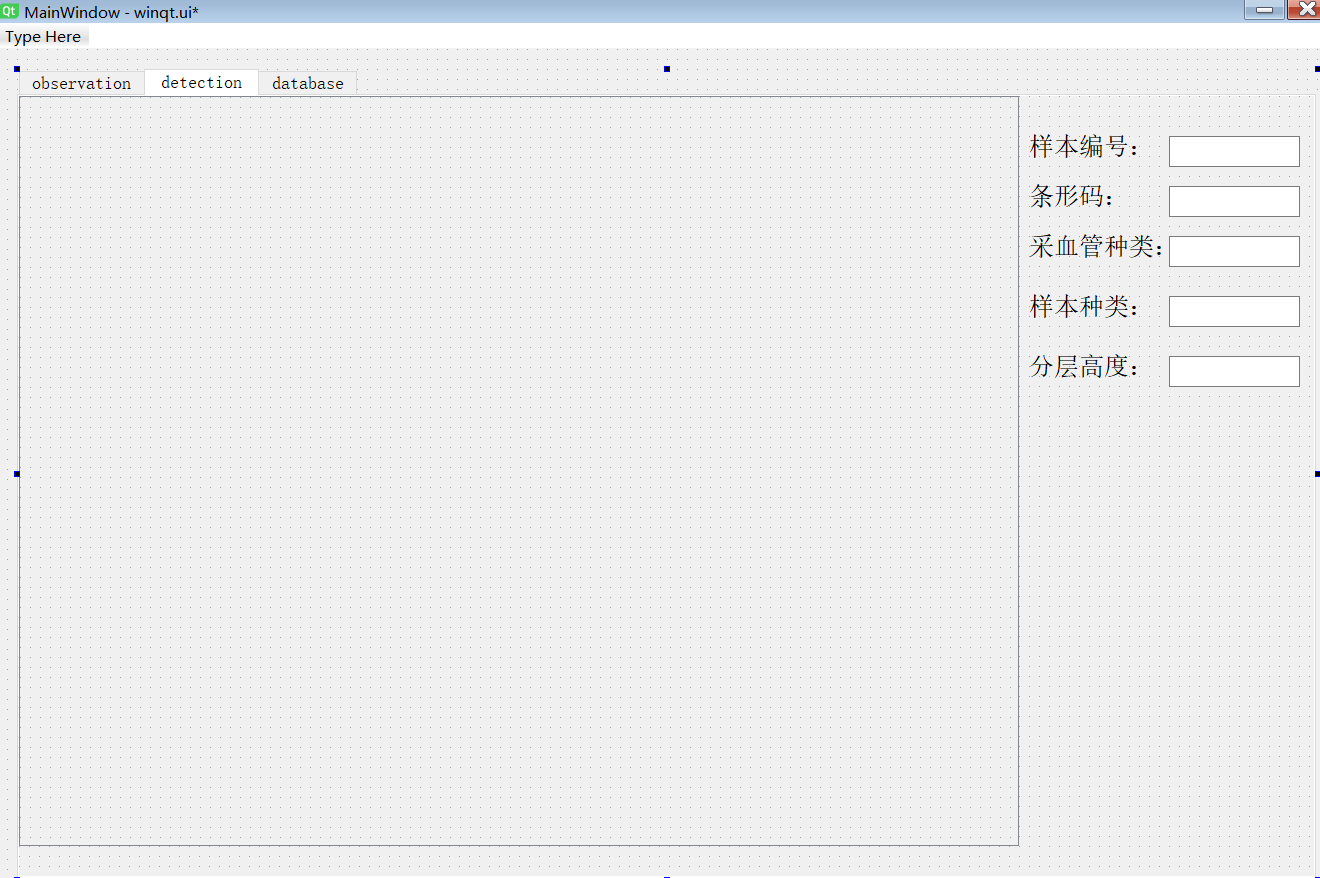 Qt MainWindow - winqt.ui*
Type Here
observation detection database
样本编号：
条形码：
采血管种类：
样本种类：
分层高度：